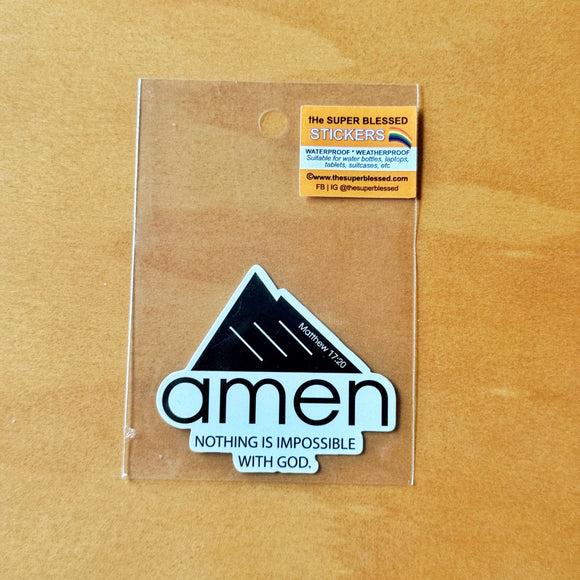 tHe SUPER BLESSED
STICKERS
WATERPROOF * WEATHERPROOF
Suitable for water bottles, laptops,
tablets, suitcases, etc
©www.thesuperblessed.com
FB | IG @thesuperblessed
Matthew 17:20
amen
NOTHING IS IMPOSSIBLE
WITH GOD.